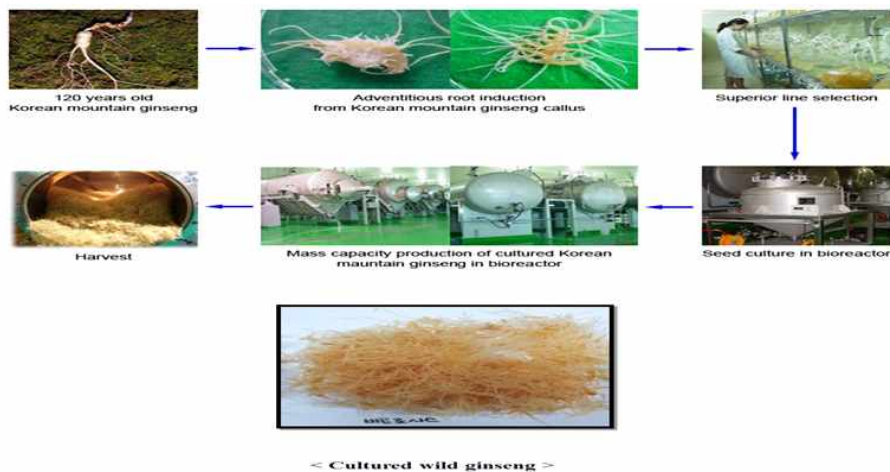 120 years old
Korean mountain ginseng
Adventitious root induction
from Korean mountain ginseng callus
Superior line selection
Harvest
Mass capacity production of cultured Korean
mauntain ginseng in bioreactor
Seed culture in bioreactor
< Cultured wild ginseng >